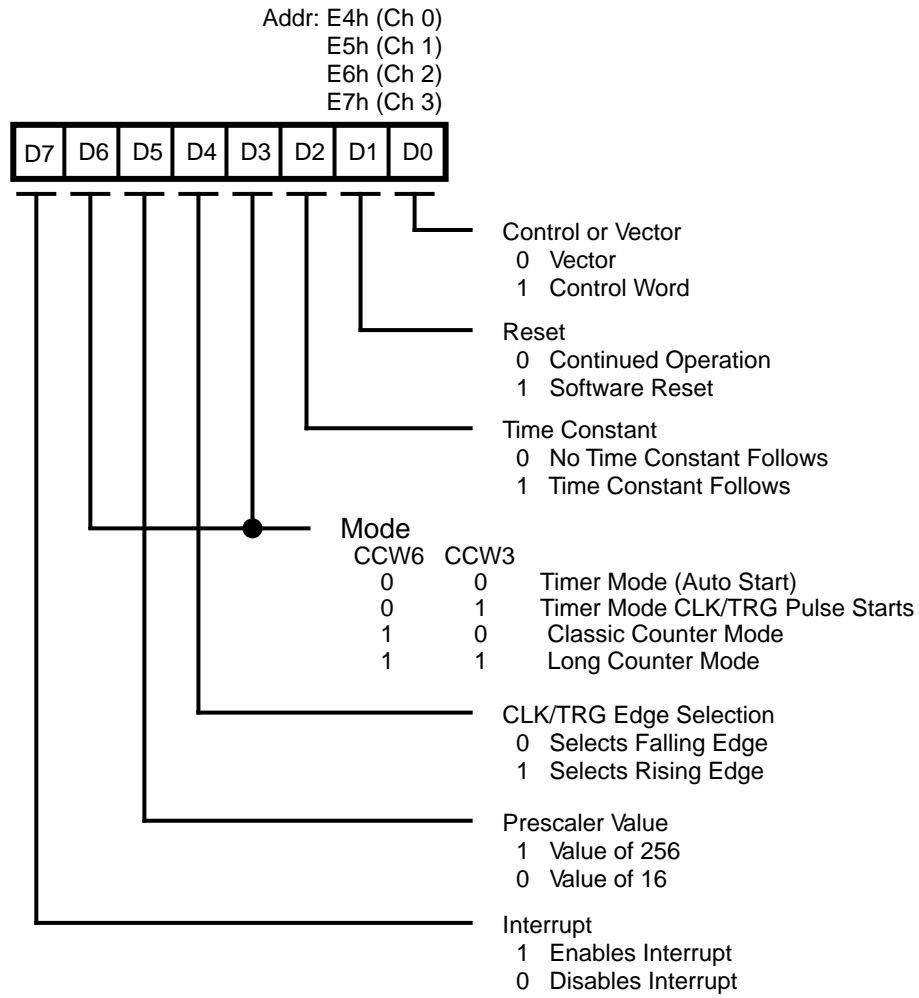 Addr: E4h (Ch 0)
E5h (Ch 1)
E6h (Ch 2)
E7h (Ch 3)
D7 D6 D5 D4 D3 D2 D1 D0
Control or Vector
0 Vector
1 Control Word
Reset
0 Continued Operation
1 Software Reset
Time Constant
0 No Time Constant Follows
1 Time Constant Follows
Mode
CCW6 CCW3
0 0 Timer Mode (Auto Start)
0 1 Timer Mode CLK/TRG Pulse Starts
1 0 Classic Counter Mode
1 1 Long Counter Mode
CLK/TRG Edge Selection
0 Selects Falling Edge
1 Selects Rising Edge
Prescaler Value
1 Value of 256
0 Value of 16
Interrupt
1 Enables Interrupt
0 Disables Interrupt